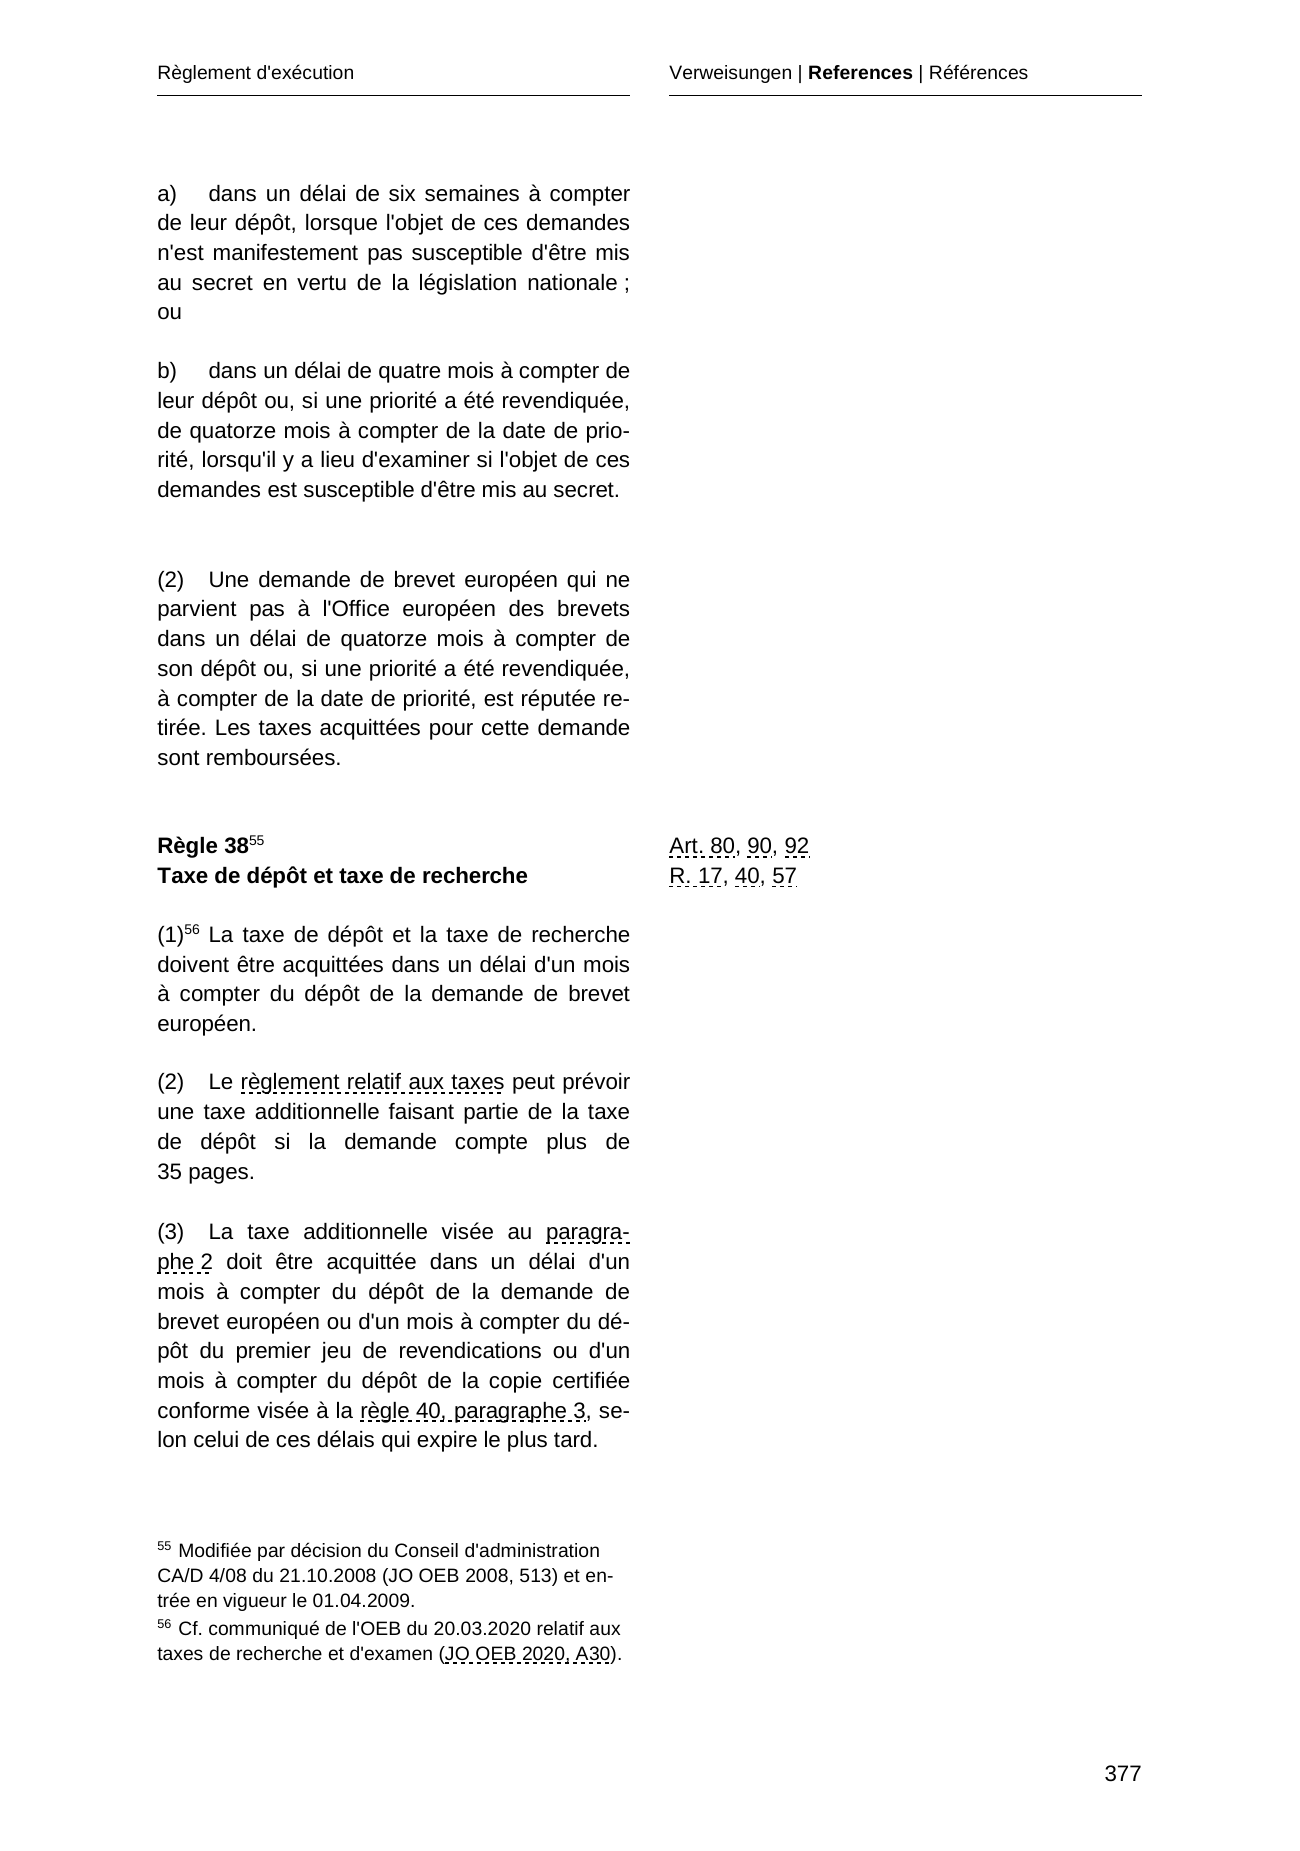 Règlement d'exécution
Verweisungen | References | Références
a) dans un délai de six semaines à compter
de leur dépôt, lorsque l'objet de ces demandes
n'est manifestement pas susceptible d'être mis
au secret en vertu de la législation nationale ;
ou
b) dans un délai de quatre mois à compter de
leur dépôt ou, si une priorité a été revendiquée,
de quatorze mois à compter de la date de prio-
rité, lorsqu'il y a lieu d'examiner si l'objet de ces
demandes est susceptible d'être mis au secret.
(2) Une demande de brevet européen qui ne
parvient pas à l'Office européen des brevets
dans un délai de quatorze mois à compter de
son dépôt ou, si une priorité a été revendiquée,
à compter de la date de priorité, est réputée re-
tirée. Les taxes acquittées pour cette demande
sont remboursées.
Règle 38⁵⁵
Taxe de dépôt et taxe de recherche
Art. 80, 90, 92
R. 17, 40, 57
(1)⁵⁶ La taxe de dépôt et la taxe de recherche
doivent être acquittées dans un délai d'un mois
à compter du dépôt de la demande de brevet
européen.
(2) Le règlement relatif aux taxes peut prévoir
une taxe additionnelle faisant partie de la taxe
de dépôt si la demande compte plus de
35 pages.
(3) La taxe additionnelle visée au paragra-
phe 2 doit être acquittée dans un délai d'un
mois à compter du dépôt de la demande de
brevet européen ou d'un mois à compter du dé-
pôt du premier jeu de revendications ou d'un
mois à compter du dépôt de la copie certifiée
conforme visée à la règle 40, paragraphe 3, se-
lon celui de ces délais qui expire le plus tard.
⁵⁵ Modifiée par décision du Conseil d'administration
CA/D 4/08 du 21.10.2008 (JO OEB 2008, 513) et en-
trée en vigueur le 01.04.2009.
⁵⁶ Cf. communiqué de l'OEB du 20.03.2020 relatif aux
taxes de recherche et d'examen (JO OEB 2020, A30).
377